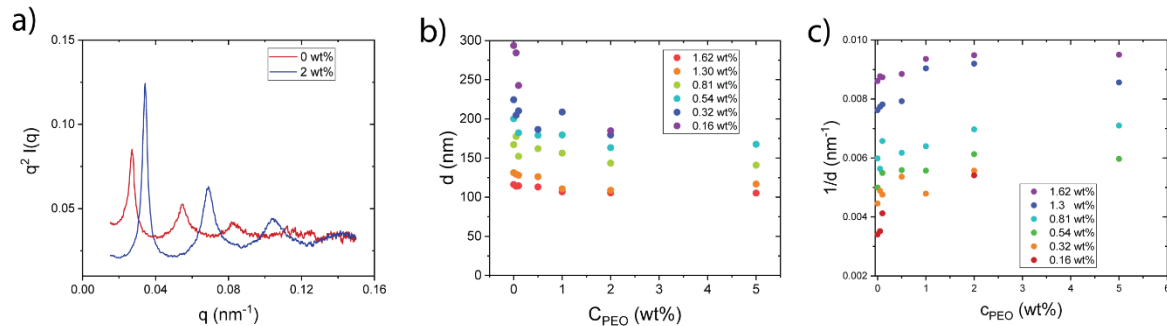 a)
0.15
0.10
0.05
q² I(q)
0 wt%
2 wt%
0.00 0.04 0.08 0.12 0.16
q (nm⁻¹)
b)
300
250
200
150
100
50
0
d (nm)
1.62 wt%
1.30 wt%
0.81 wt%
0.54 wt%
0.32 wt%
0.16 wt%
0 1 2 3 4 5
C_PEO (wt%)
c)
0.010
0.008
0.006
0.004
0.002
1/d (nm⁻¹)
1.62 wt%
1.3 wt%
0.81 wt%
0.54 wt%
0.32 wt%
0.16 wt%
0 1 2 3 4 5 6
c_PEO (wt%)